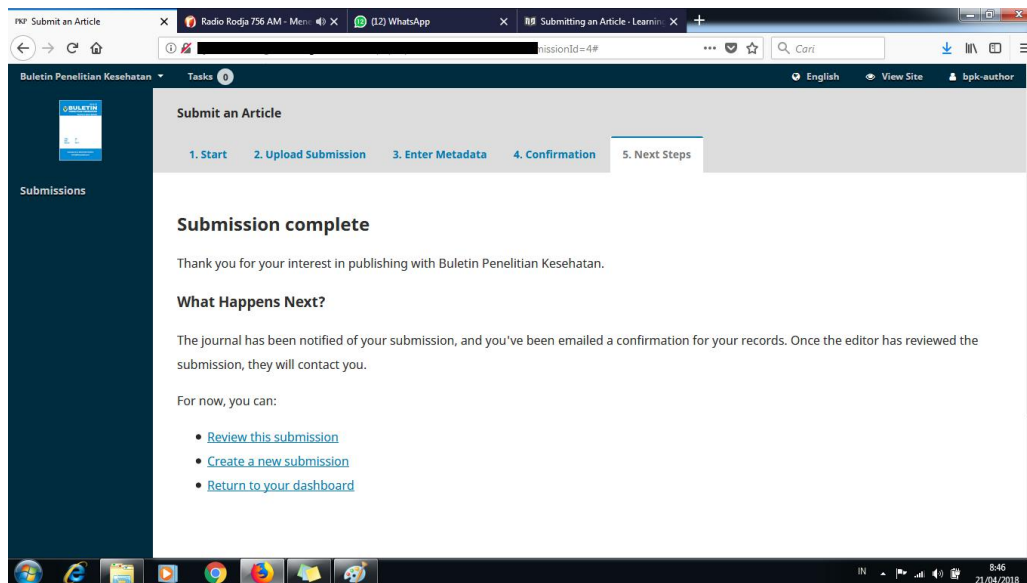 PKP Submit an Article
Radio Rodja 756 AM – Men
(12) WhatsApp
Submitting an Article - Learnin
nissionId=4#
Cari
Buletin Penelitian Kesehatan
Tasks 0
English
View Site
bpk-author
BULETIN
Submissions
Submit an Article
1. Start
2. Upload Submission
3. Enter Metadata
4. Confirmation
5. Next Steps
Submission complete
Thank you for your interest in publishing with Buletin Penelitian Kesehatan.
What Happens Next?
The journal has been notified of your submission, and you've been emailed a confirmation for your records. Once the editor has reviewed the
submission, they will contact you.
For now, you can:
Review this submission
Create a new submission
Return to your dashboard
IN
8:46
21/04/2018